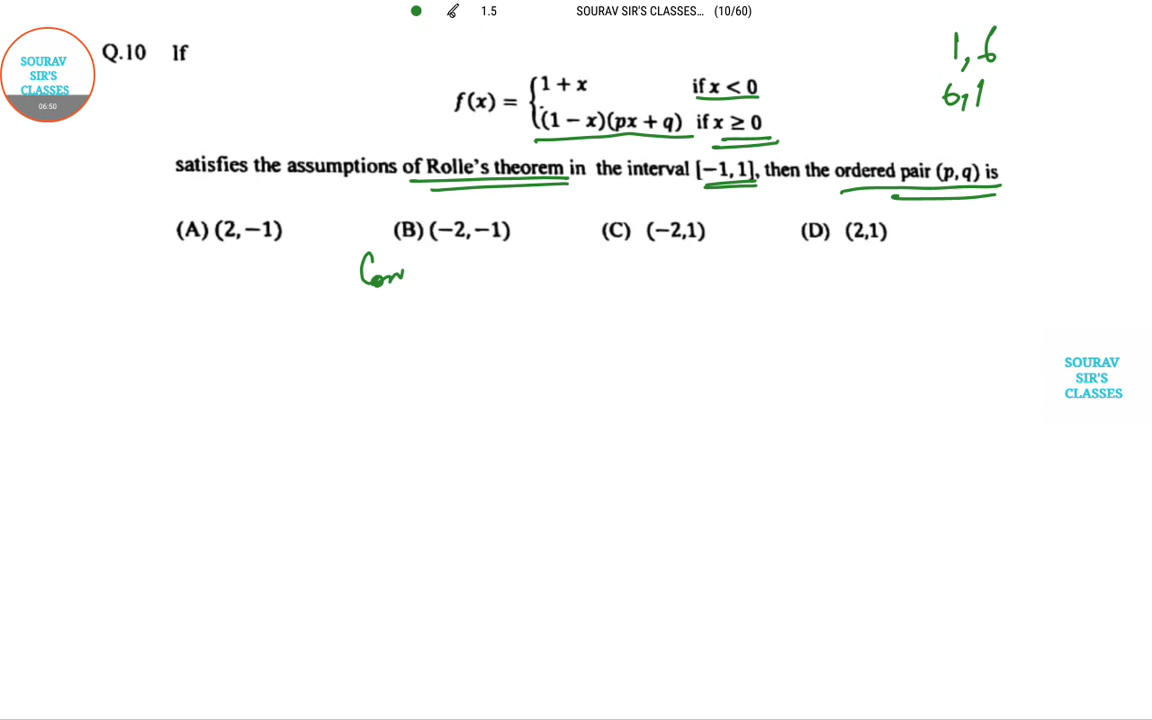 1.5 SOURAV SIR'S CLASSES... (10/60)
SOURAV
SIR'S
CLASSES
06:50
Q.10 If
f(x) = {1 + x if x < 0
(1 − x)(px + q) if x ≥ 0
1, 6
6, 1
satisfies the assumptions of Rolle's theorem in the interval [−1, 1], then the ordered pair (p, q) is
(A) (2, −1) (B) (−2, −1) (C) (−2,1) (D) (2,1)
Con
SOURAV
SIR'S
CLASSES